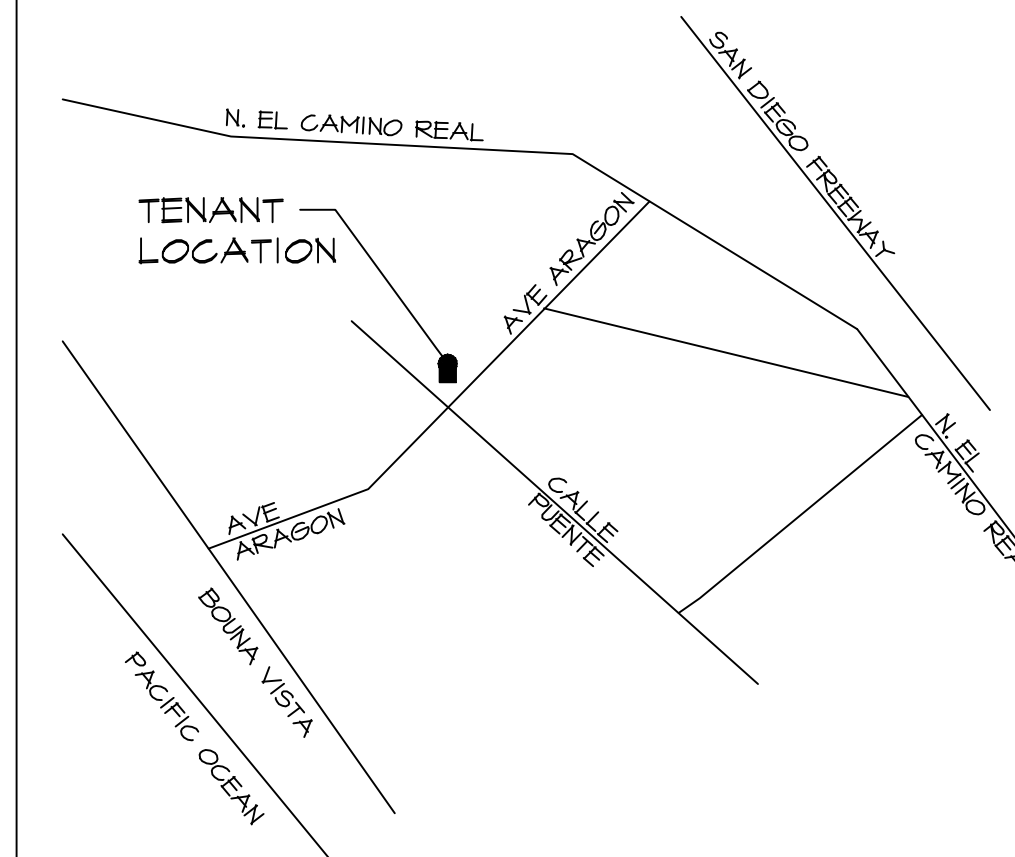 SAN DIEGO FREEWAY
N. EL CAMINO REAL
TENANT
LOCATION
AVE ARAGON
N. EL
CAMINO REA
CALLE
PUENTE
AVE
ARAGON
BOUNA VISTA
PACIFIC OCEAN